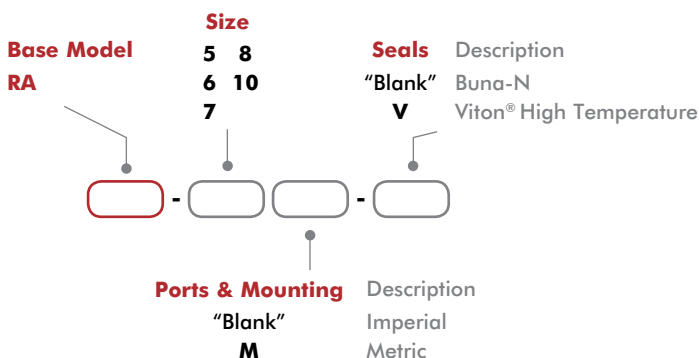 Size
Base Model 5 8 Seals Description
RA 6 10 “Blank” Buna-N
7 V Viton® High Temperature
- -
Ports & Mounting Description
“Blank” Imperial
M Metric